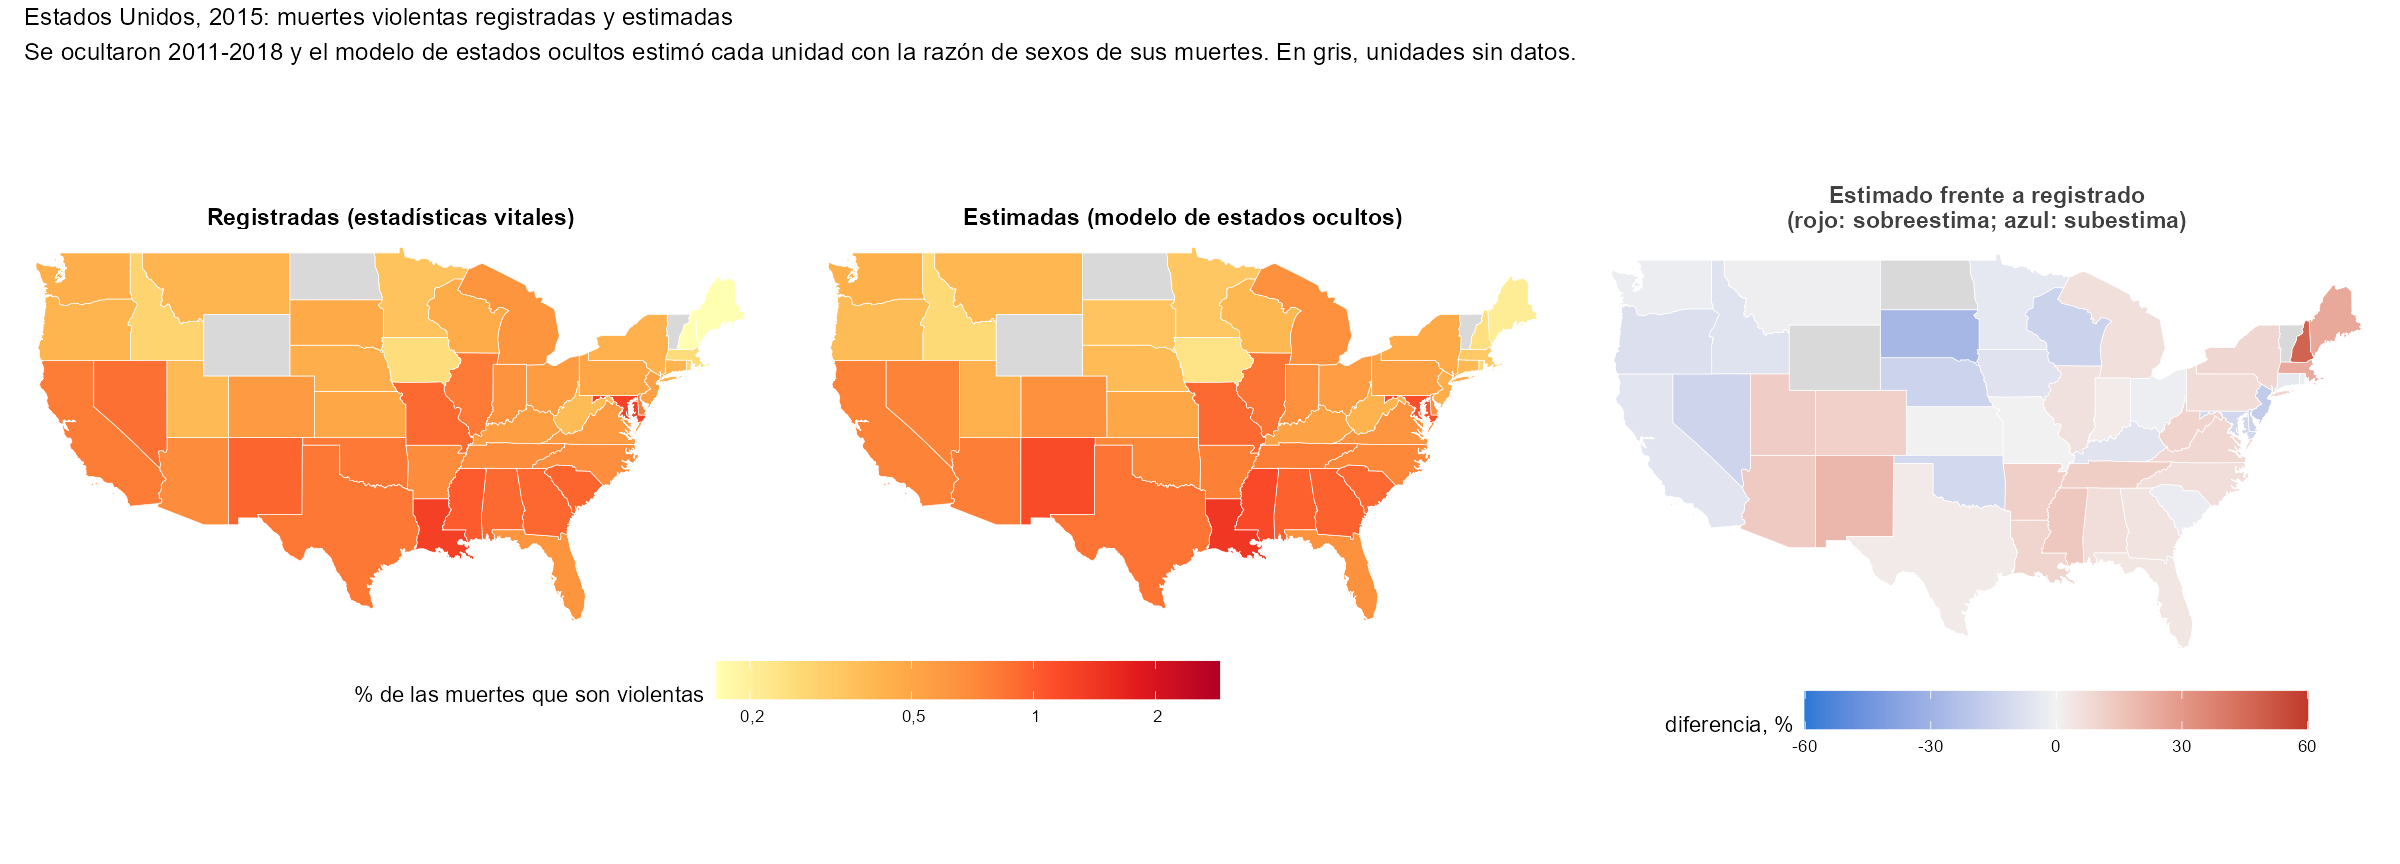 Estados Unidos, 2015: muertes violentas registradas y estimadas
Se ocultaron 2011-2018 y el modelo de estados ocultos estimó cada unidad con la razón de sexos de sus muertes. En gris, unidades sin datos.
Registradas (estadísticas vitales)
Estimadas (modelo de estados ocultos)
Estimado frente a registrado
(rojo: sobreestima; azul: subestima)
% de las muertes que son violentas
0,2
0,5
1
2
diferencia, %
-60
-30
0
30
60